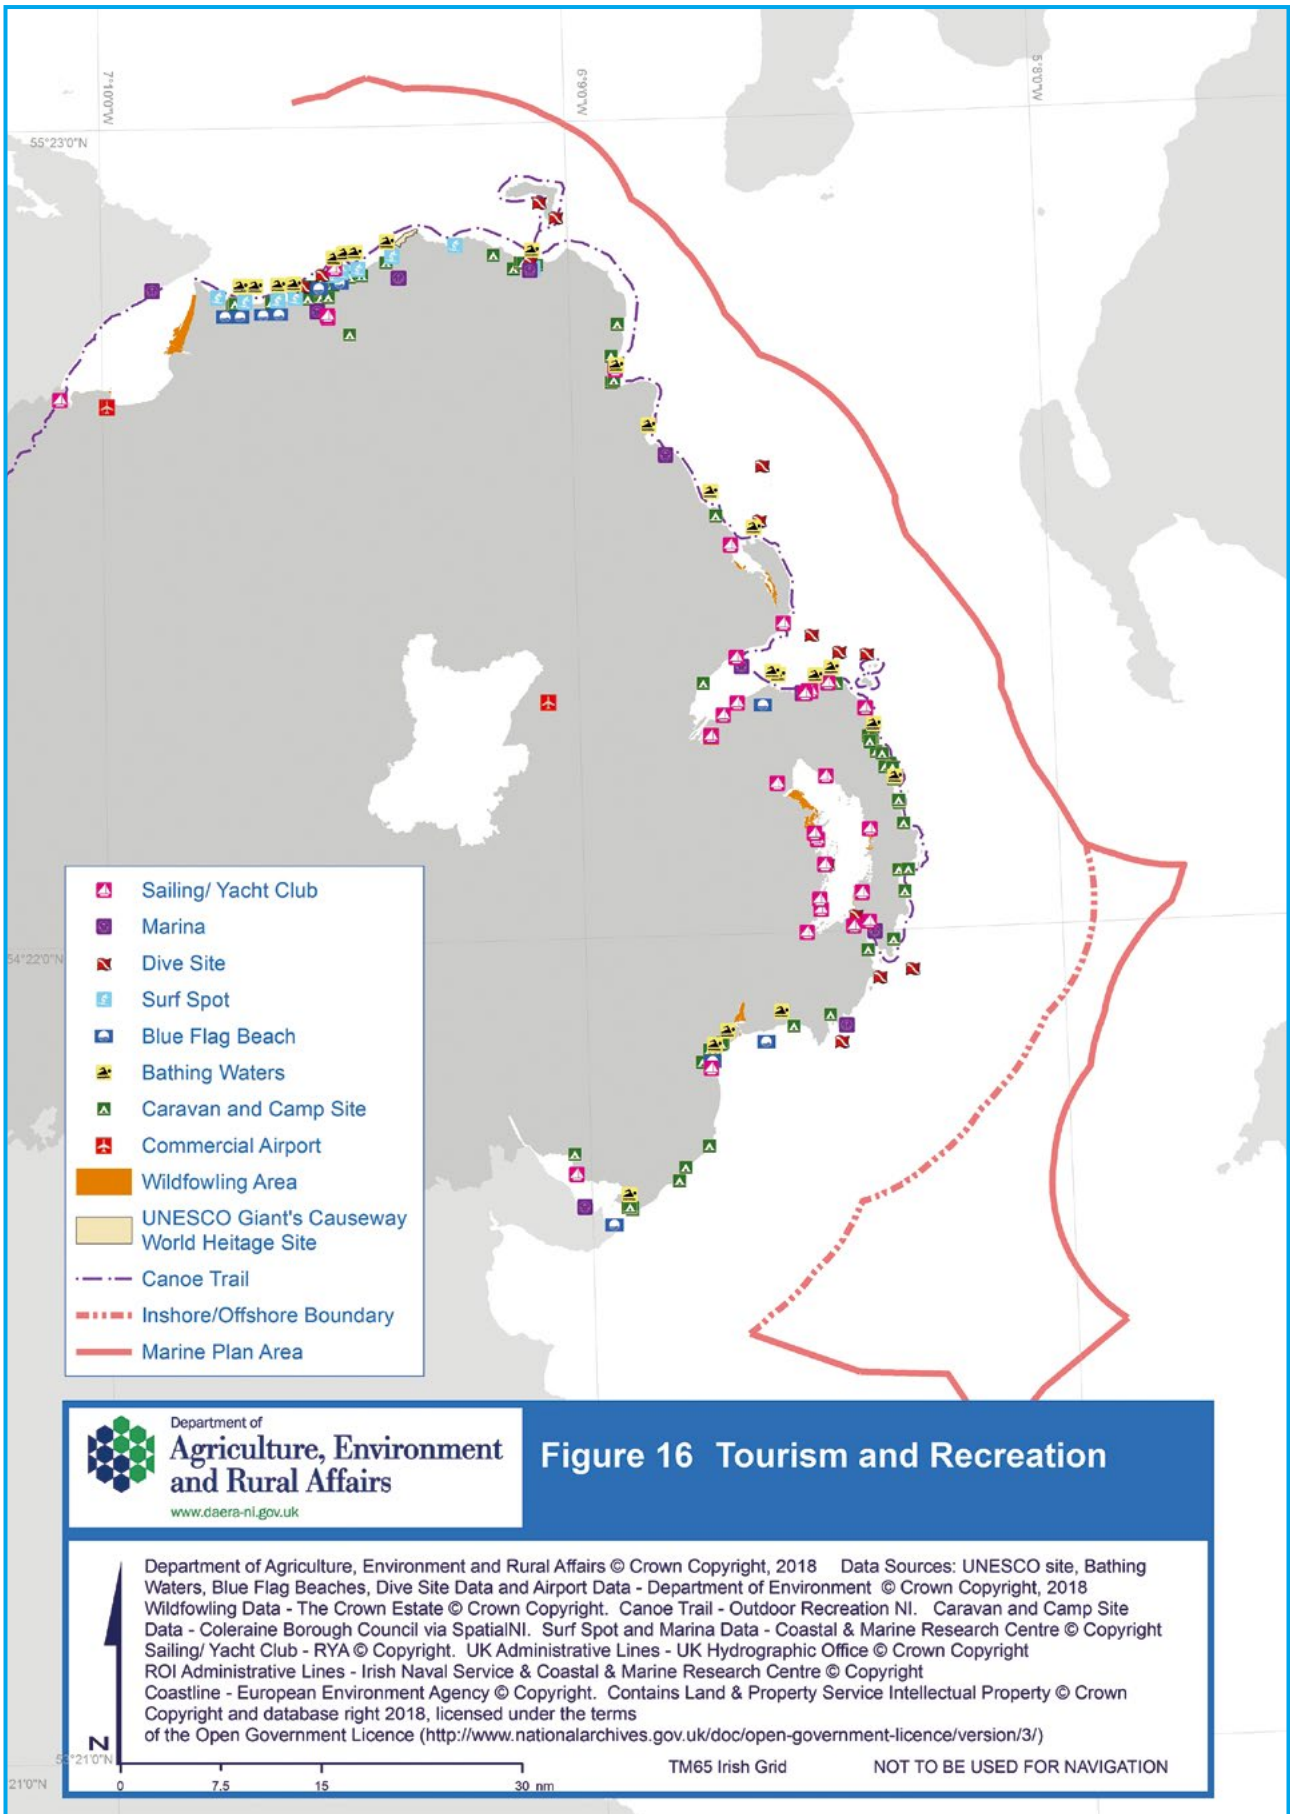 7°10'0"W
6°9'0"W
5°8'0"W
55°23'0"N
54°22'0"N
Sailing/ Yacht Club
Marina
Dive Site
Surf Spot
Blue Flag Beach
Bathing Waters
Caravan and Camp Site
Commercial Airport
Wildfowling Area
UNESCO Giant's Causeway
World Heitage Site
Canoe Trail
Inshore/Offshore Boundary
Marine Plan Area
Department of
Agriculture, Environment
and Rural Affairs
www.daera-ni.gov.uk
Figure 16 Tourism and Recreation
Department of Agriculture, Environment and Rural Affairs © Crown Copyright, 2018 Data Sources: UNESCO site, Bathing
Waters, Blue Flag Beaches, Dive Site Data and Airport Data - Department of Environment © Crown Copyright, 2018
Wildfowling Data - The Crown Estate © Crown Copyright. Canoe Trail - Outdoor Recreation NI. Caravan and Camp Site
Data - Coleraine Borough Council via SpatialNI. Surf Spot and Marina Data - Coastal & Marine Research Centre © Copyright
Sailing/ Yacht Club - RYA © Copyright. UK Administrative Lines - UK Hydrographic Office © Crown Copyright
ROI Administrative Lines - Irish Naval Service & Coastal & Marine Research Centre © Copyright
Coastline - European Environment Agency © Copyright. Contains Land & Property Service Intellectual Property © Crown
Copyright and database right 2018, licensed under the terms
of the Open Government Licence (http://www.nationalarchives.gov.uk/doc/open-government-licence/version/3/)
N
TM65 Irish Grid NOT TO BE USED FOR NAVIGATION
53°21'0"N
21'0"N
0 7.5 15 30 nm